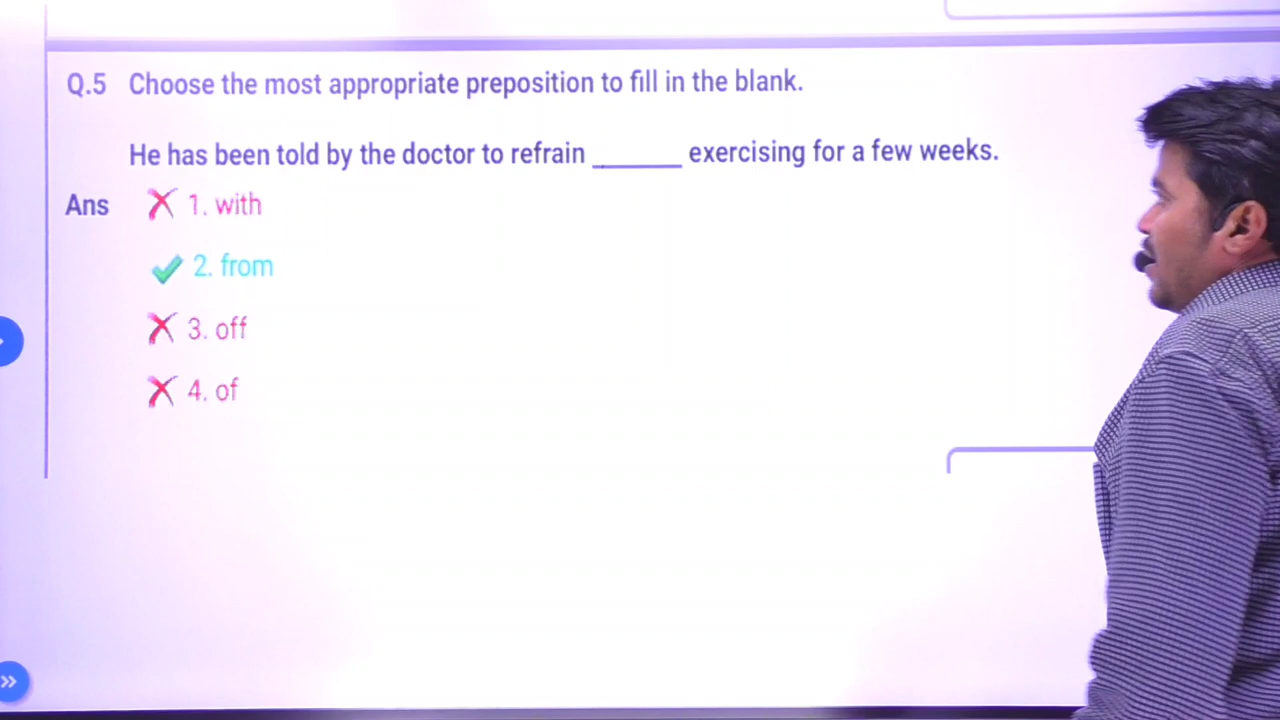 Q.5 Choose the most appropriate preposition to fill in the blank.
He has been told by the doctor to refrain ______ exercising for a few weeks.
Ans 1. with
2. from
3. off
4. of